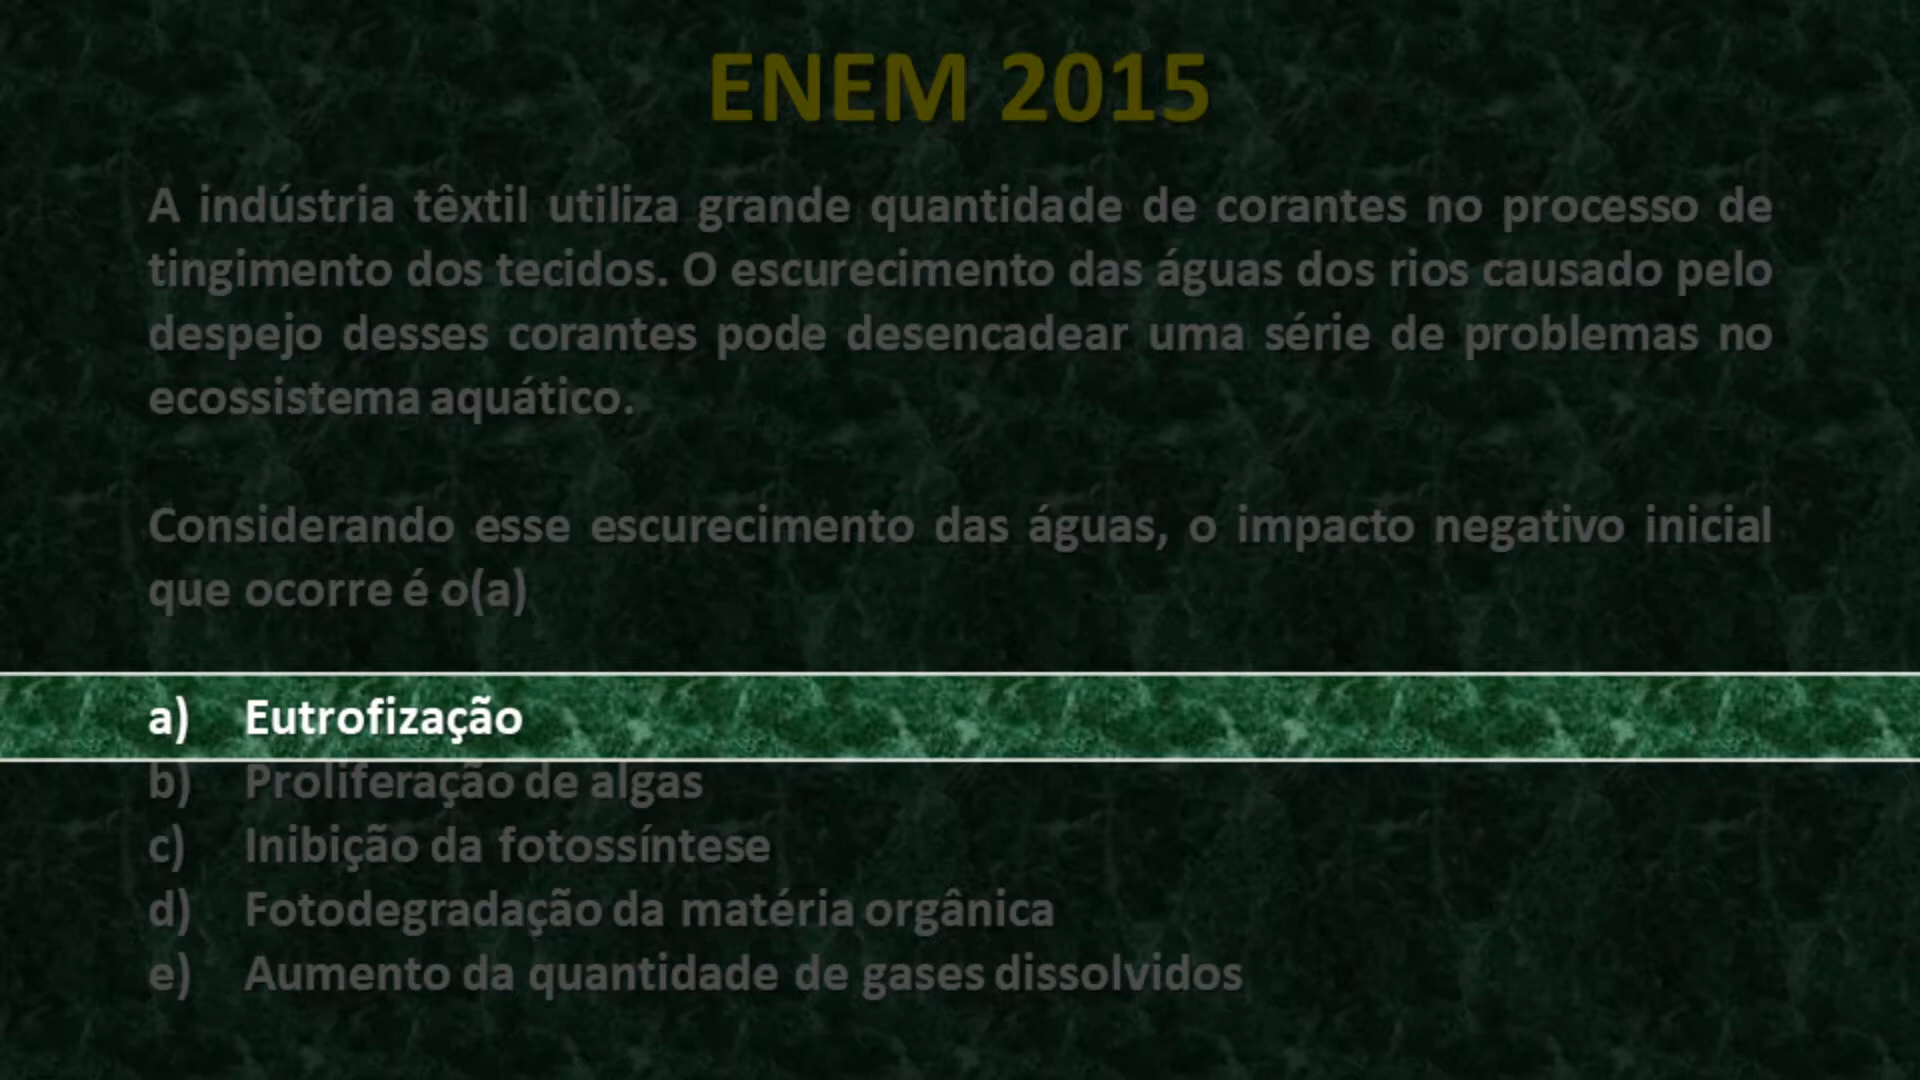 ENEM 2015
A indústria têxtil utiliza grande quantidade de corantes no processo de
tingimento dos tecidos. O escurecimento das águas dos rios causado pelo
despejo desses corantes pode desencadear uma série de problemas no
ecossistema aquático.
Considerando esse escurecimento das águas, o impacto negativo inicial
que ocorre é o(a)
a) Eutrofização
b) Proliferação de algas
c) Inibição da fotossíntese
d) Fotodegradação da matéria orgânica
e) Aumento da quantidade de gases dissolvidos